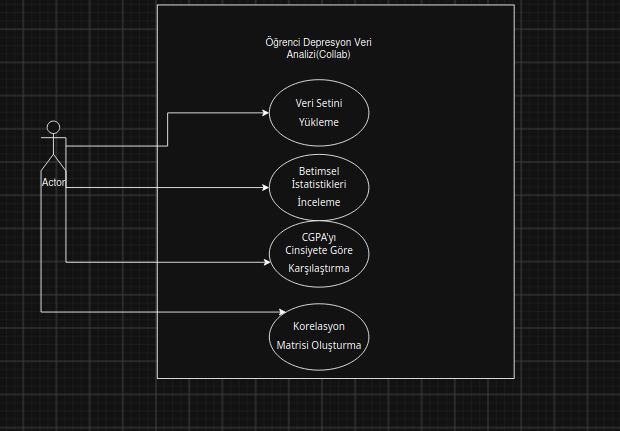 Öğrenci Depresyon Veri
Analizi(Collab)
Veri Setini
Yükleme
Actor
Betimsel
İstatistikleri
İnceleme
CGPA'yı
Cinsiyete Göre
Karşılaştırma
Korelasyon
Matrisi Oluşturma